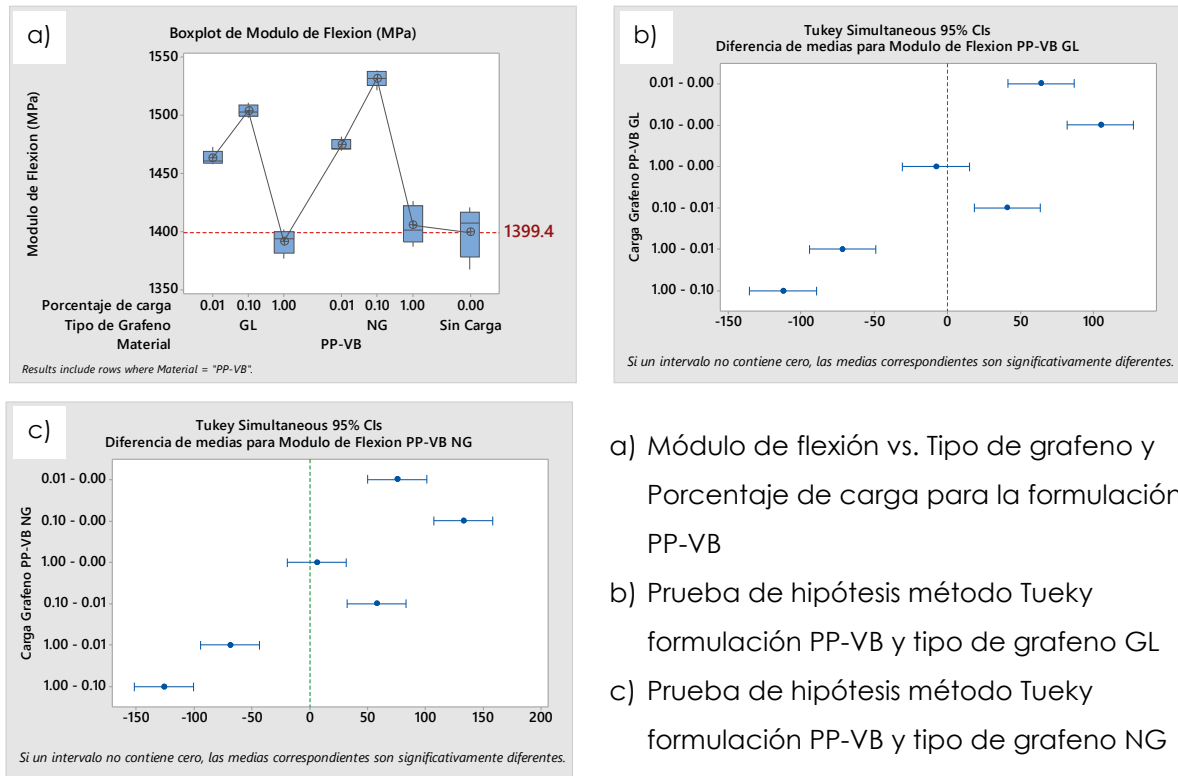 a)
Boxplot de Modulo de Flexion (MPa)
Modulo de Flexion (MPa)
1550
1500
1450
1400
1350
1399.4
Porcentaje de carga 0.01 0.10 1.00 0.01 0.10 1.00 0.00
Tipo de Grafeno GL NG Sin Carga
Material PP-VB
Results include rows where Material = "PP-VB".
b)
Tukey Simultaneous 95% CIs
Diferencia de medias para Modulo de Flexion PP-VB GL
Carga Grafeno PP-VB GL
0.01 - 0.00
0.10 - 0.00
1.00 - 0.00
0.10 - 0.01
1.00 - 0.01
1.00 - 0.10
-150 -100 -50 0 50 100
Si un intervalo no contiene cero, las medias correspondientes son significativamente diferentes.
c)
Tukey Simultaneous 95% CIs
Diferencia de medias para Modulo de Flexion PP-VB NG
Carga Grafeno PP-VB NG
0.01 - 0.00
0.10 - 0.00
1.00 - 0.00
0.10 - 0.01
1.00 - 0.01
1.00 - 0.10
-150 -100 -50 0 50 100 150 200
Si un intervalo no contiene cero, las medias correspondientes son significativamente diferentes.
a) Módulo de flexión vs. Tipo de grafeno y
Porcentaje de carga para la formulación
PP-VB
b) Prueba de hipótesis método Tueky
formulación PP-VB y tipo de grafeno GL
c) Prueba de hipótesis método Tueky
formulación PP-VB y tipo de grafeno NG